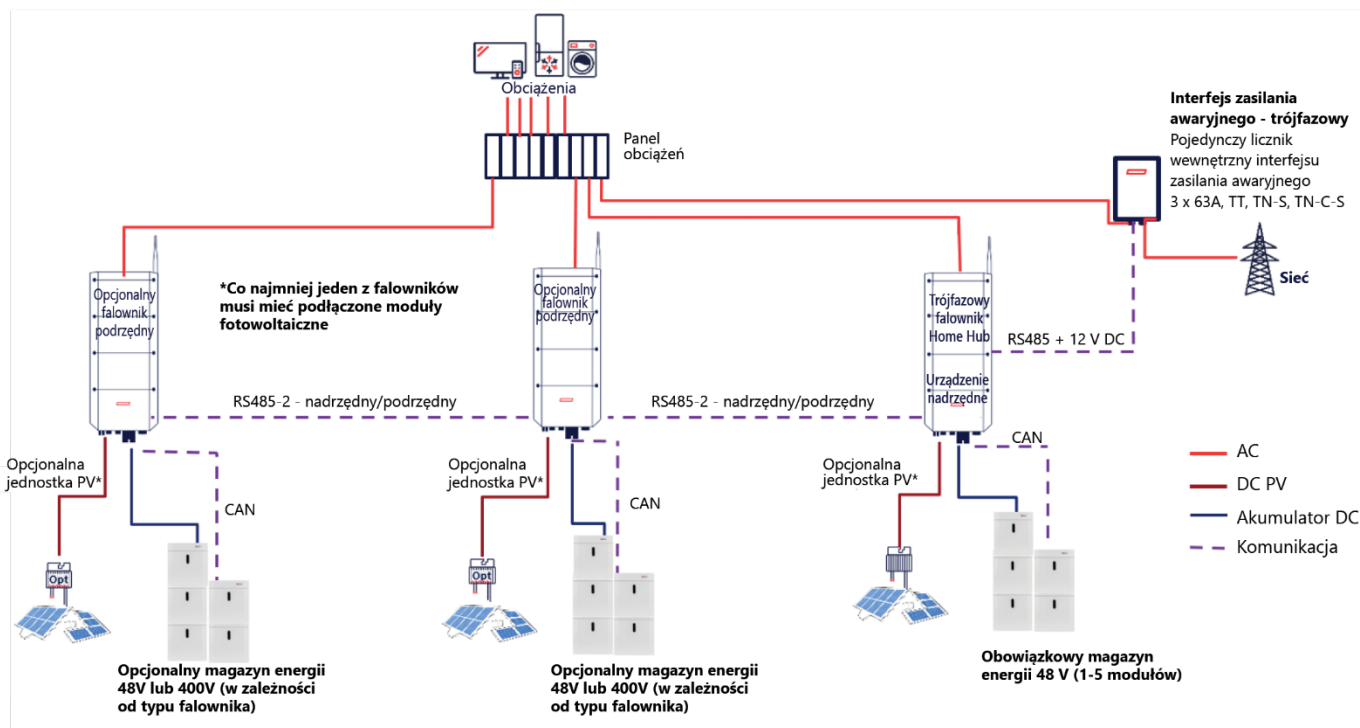 Obciążenia
Panel
obciążeń
Interfejs zasilania
awaryjnego - trójfazowy
Pojedynczy licznik
wewnętrzny interfejsu
zasilania awaryjnego
3 x 63A, TT, TN-S, TN-C-S
Sieć
Opcjonalny
falownik
podrzędny
*Co najmniej jeden z falowników
musi mieć podłączone moduły
fotowoltaiczne
Opcjonalny
falownik
podrzędny
Trójfazowy
falownik
Home Hub
Urządzenie
nadrzędne
RS485 + 12 V DC
RS485-2 - nadrzędny/podrzędny
RS485-2 - nadrzędny/podrzędny
Opcjonalna
jednostka PV*
CAN
Opt
Opcjonalna
jednostka PV*
CAN
Opt
Opcjonalna
jednostka PV*
CAN
AC
DC PV
Akumulator DC
Komunikacja
Opcjonalny magazyn energii
48V lub 400V (w zależności
od typu falownika)
Opcjonalny magazyn energii
48V lub 400V (w zależności
od typu falownika)
Obowiązkowy magazyn
energii 48 V (1-5 modułów)